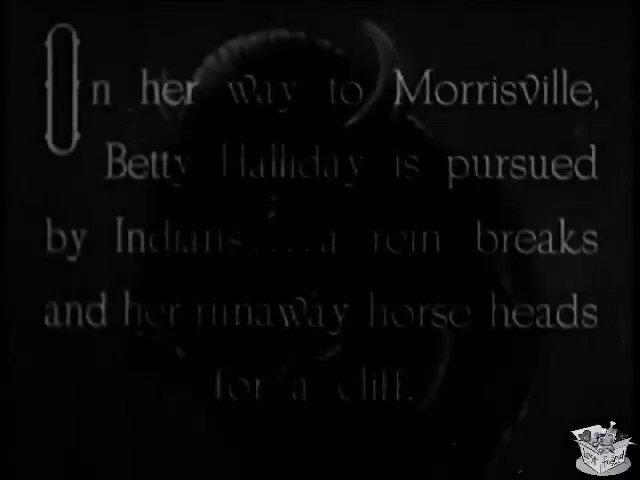 On her way to Morrisville,
Betty Halliday is pursued
by Indians....a rein breaks
and her runaway horse heads
for a cliff.